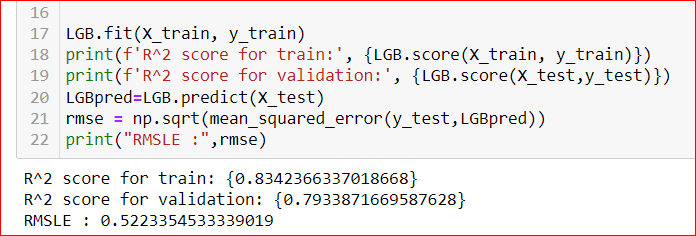 16
17 LGB.fit(X_train, y_train)
18 print(f'R^2 score for train:', {LGB.score(X_train, y_train)})
19 print(f'R^2 score for validation:', {LGB.score(X_test,y_test)})
20 LGBpred=LGB.predict(X_test)
21 rmse = np.sqrt(mean_squared_error(y_test,LGBpred))
22 print("RMSLE :",rmse)
R^2 score for train: {0.8342366337018668}
R^2 score for validation: {0.7933871669587628}
RMSLE : 0.5223354533339019